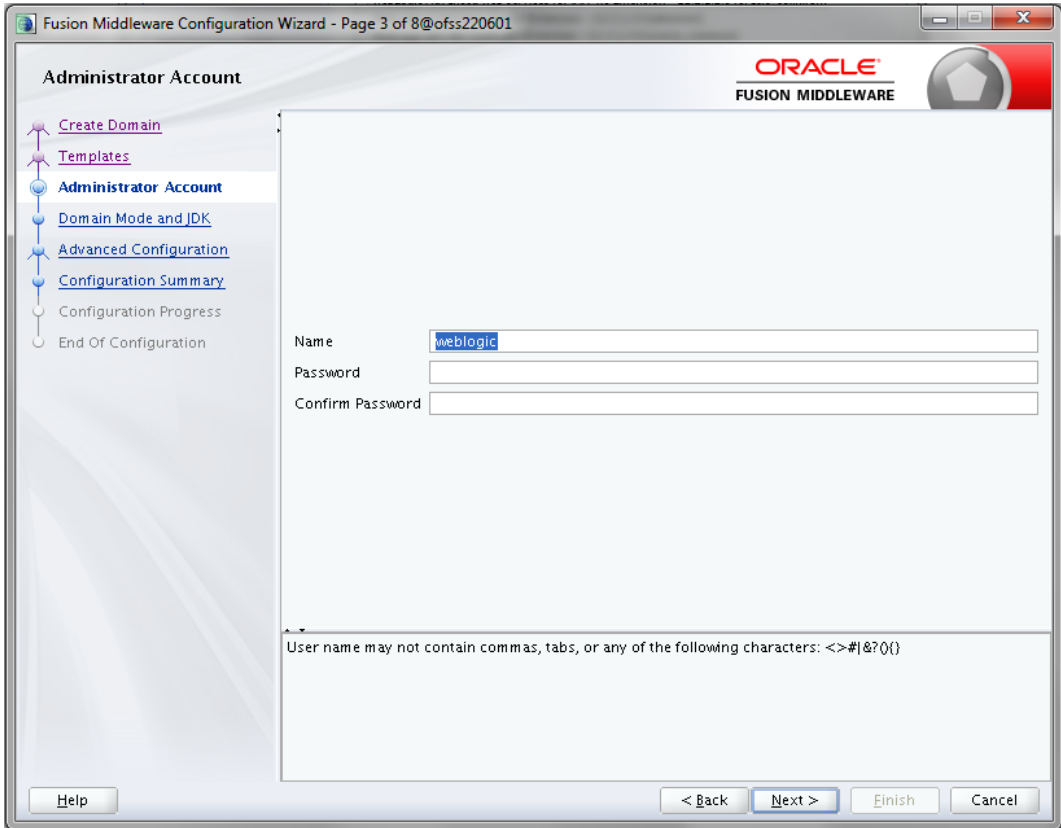 Fusion Middleware Configuration Wizard - Page 3 of 8@ofss220601
Administrator Account
ORACLE
FUSION MIDDLEWARE
Create Domain
Templates
Administrator Account
Domain Mode and JDK
Advanced Configuration
Configuration Summary
Configuration Progress
End Of Configuration
Name weblogic
Password
Confirm Password
User name may not contain commas, tabs, or any of the following characters: <>#|&?(){}
Help < Back Next > Finish Cancel